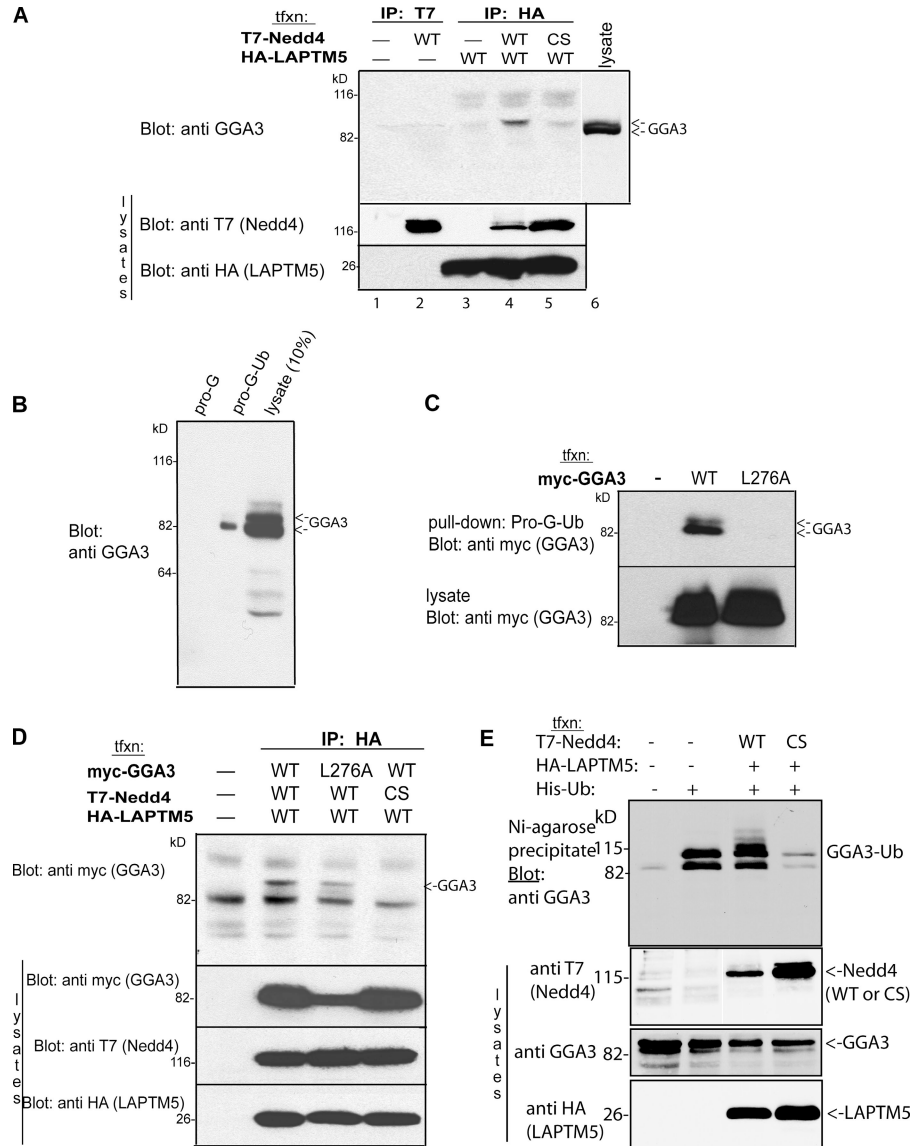 A
tfxn: IP: T7 IP: HA
T7-Nedd4 — WT — WT CS lysate
HA-LAPTM5 — — WT WT WT
kD
116-
Blot: anti GGA3
82-
<-
<- GGA3
lysates
Blot: anti T7 (Nedd4) 116-
Blot: anti HA (LAPTM5) 26-
1 2 3 4 5 6
B
pro-G pro-G-Ub lysate (10%)
kD
116-
82-
<-
<- GGA3
Blot:
anti GGA3
64-
C
tfxn:
myc-GGA3 - WT L276A
kD
pull-down: Pro-G-Ub
Blot: anti myc (GGA3)
82-
<-
<- GGA3
lysate
Blot: anti myc (GGA3) 82-
D
tfxn: IP: HA
myc-GGA3 — WT L276A WT
T7-Nedd4 — WT WT CS
HA-LAPTM5 — WT WT WT
kD
Blot: anti myc (GGA3)
<-GGA3
82-
lysates
Blot: anti myc (GGA3)
82-
Blot: anti T7 (Nedd4)
116-
Blot: anti HA (LAPTM5)
26-
E
tfxn:
T7-Nedd4: - - WT CS
HA-LAPTM5: - - + +
His-Ub: - + + +
kD
Ni-agarose
precipitate
Blot:
anti GGA3
115-
82-
GGA3-Ub
lysates
anti T7
(Nedd4)
115-
<-Nedd4
(WT or CS)
anti GGA3 82-
<-GGA3
anti HA
(LAPTM5)
26-
<-LAPTM5